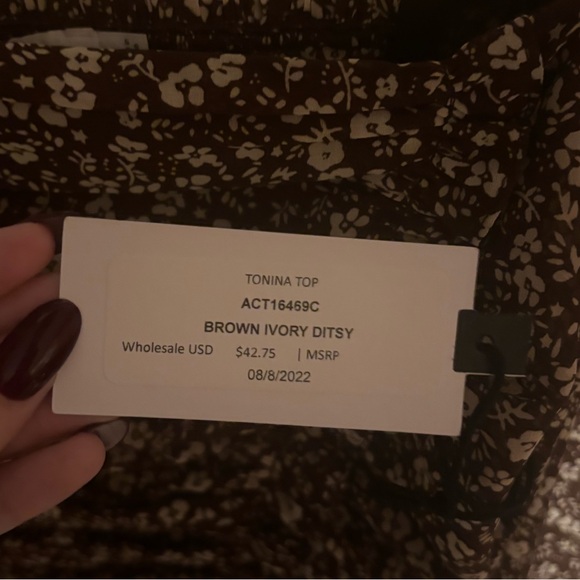 TONINA TOP
ACT16469C
BROWN IVORY DITSY
Wholesale USD $42.75 | MSRP
08/8/2022